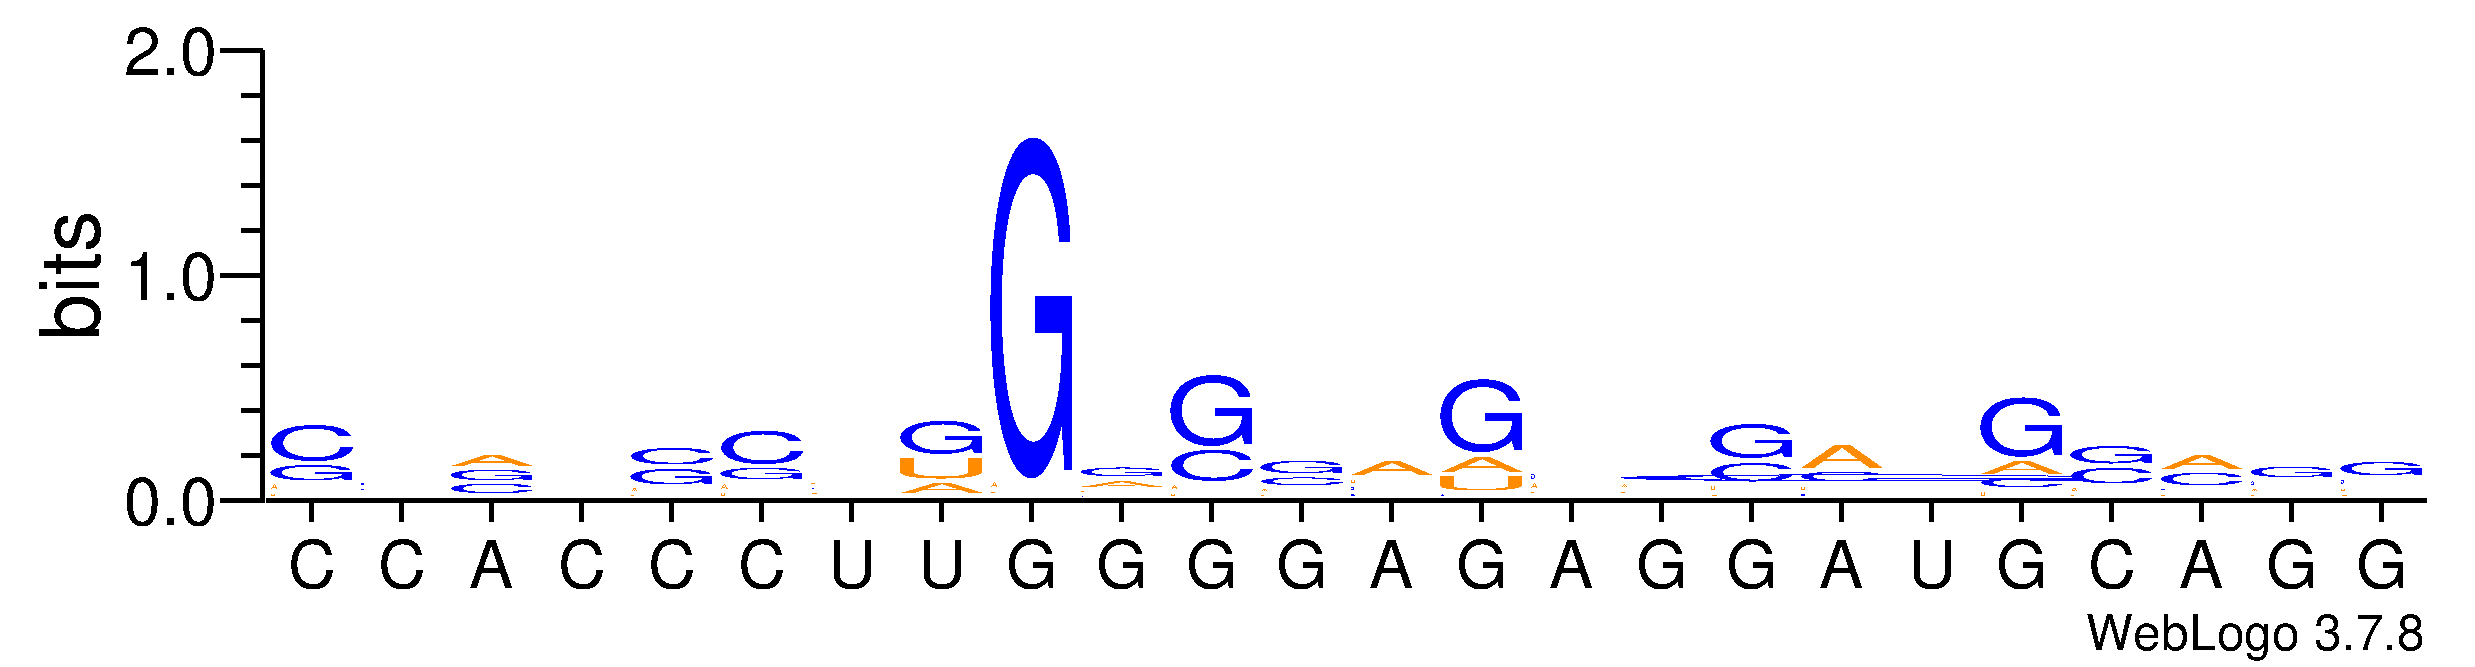 2.0
bits
1.0
0.0
C C A C C C U U G G G G A G A G G A U G C A G G
WebLogo 3.7.8